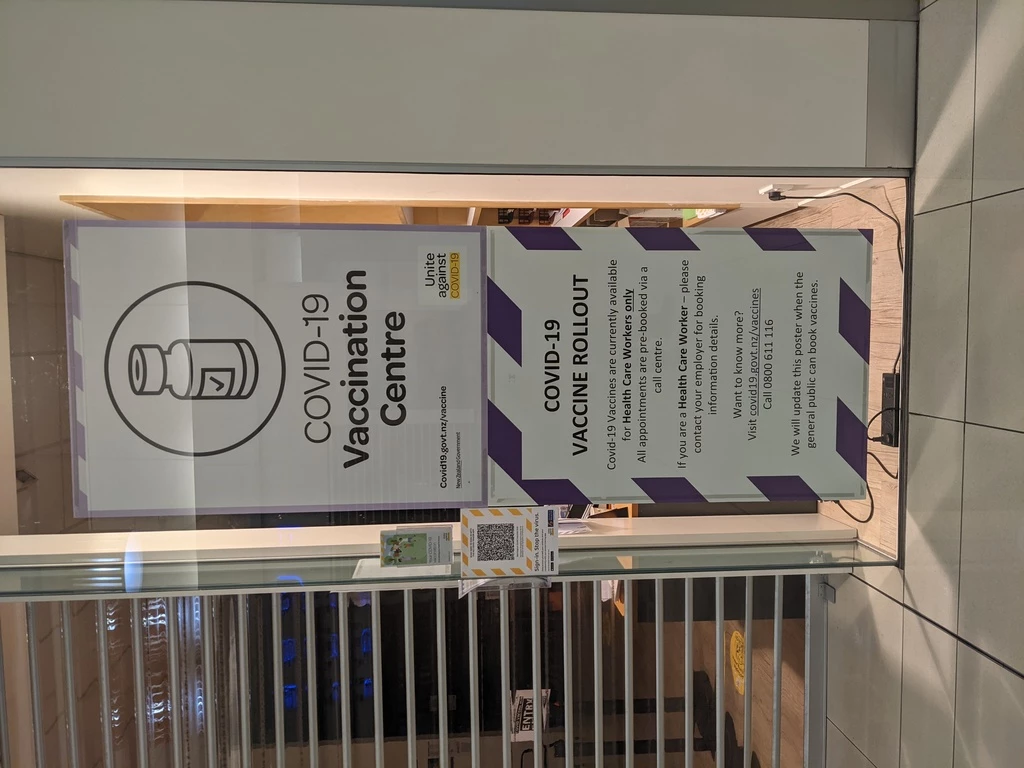 COVID-19
Vaccination
Centre
Covid19.govt.nz/vaccine
New Zealand Government
Unite
against
COVID-19
COVID-19
VACCINE ROLLOUT
Covid-19 Vaccines are currently available
for Health Care Workers only
All appointments are pre-booked via a
call centre.
If you are a Health Care Worker – please
contact your employer for booking
information details.
Want to know more?
Visit covid19.govt.nz/vaccines
Call 0800 611 116
We will update this poster when the
general public can book vaccines.
Sign-in. Stop the virus.
ENTRY